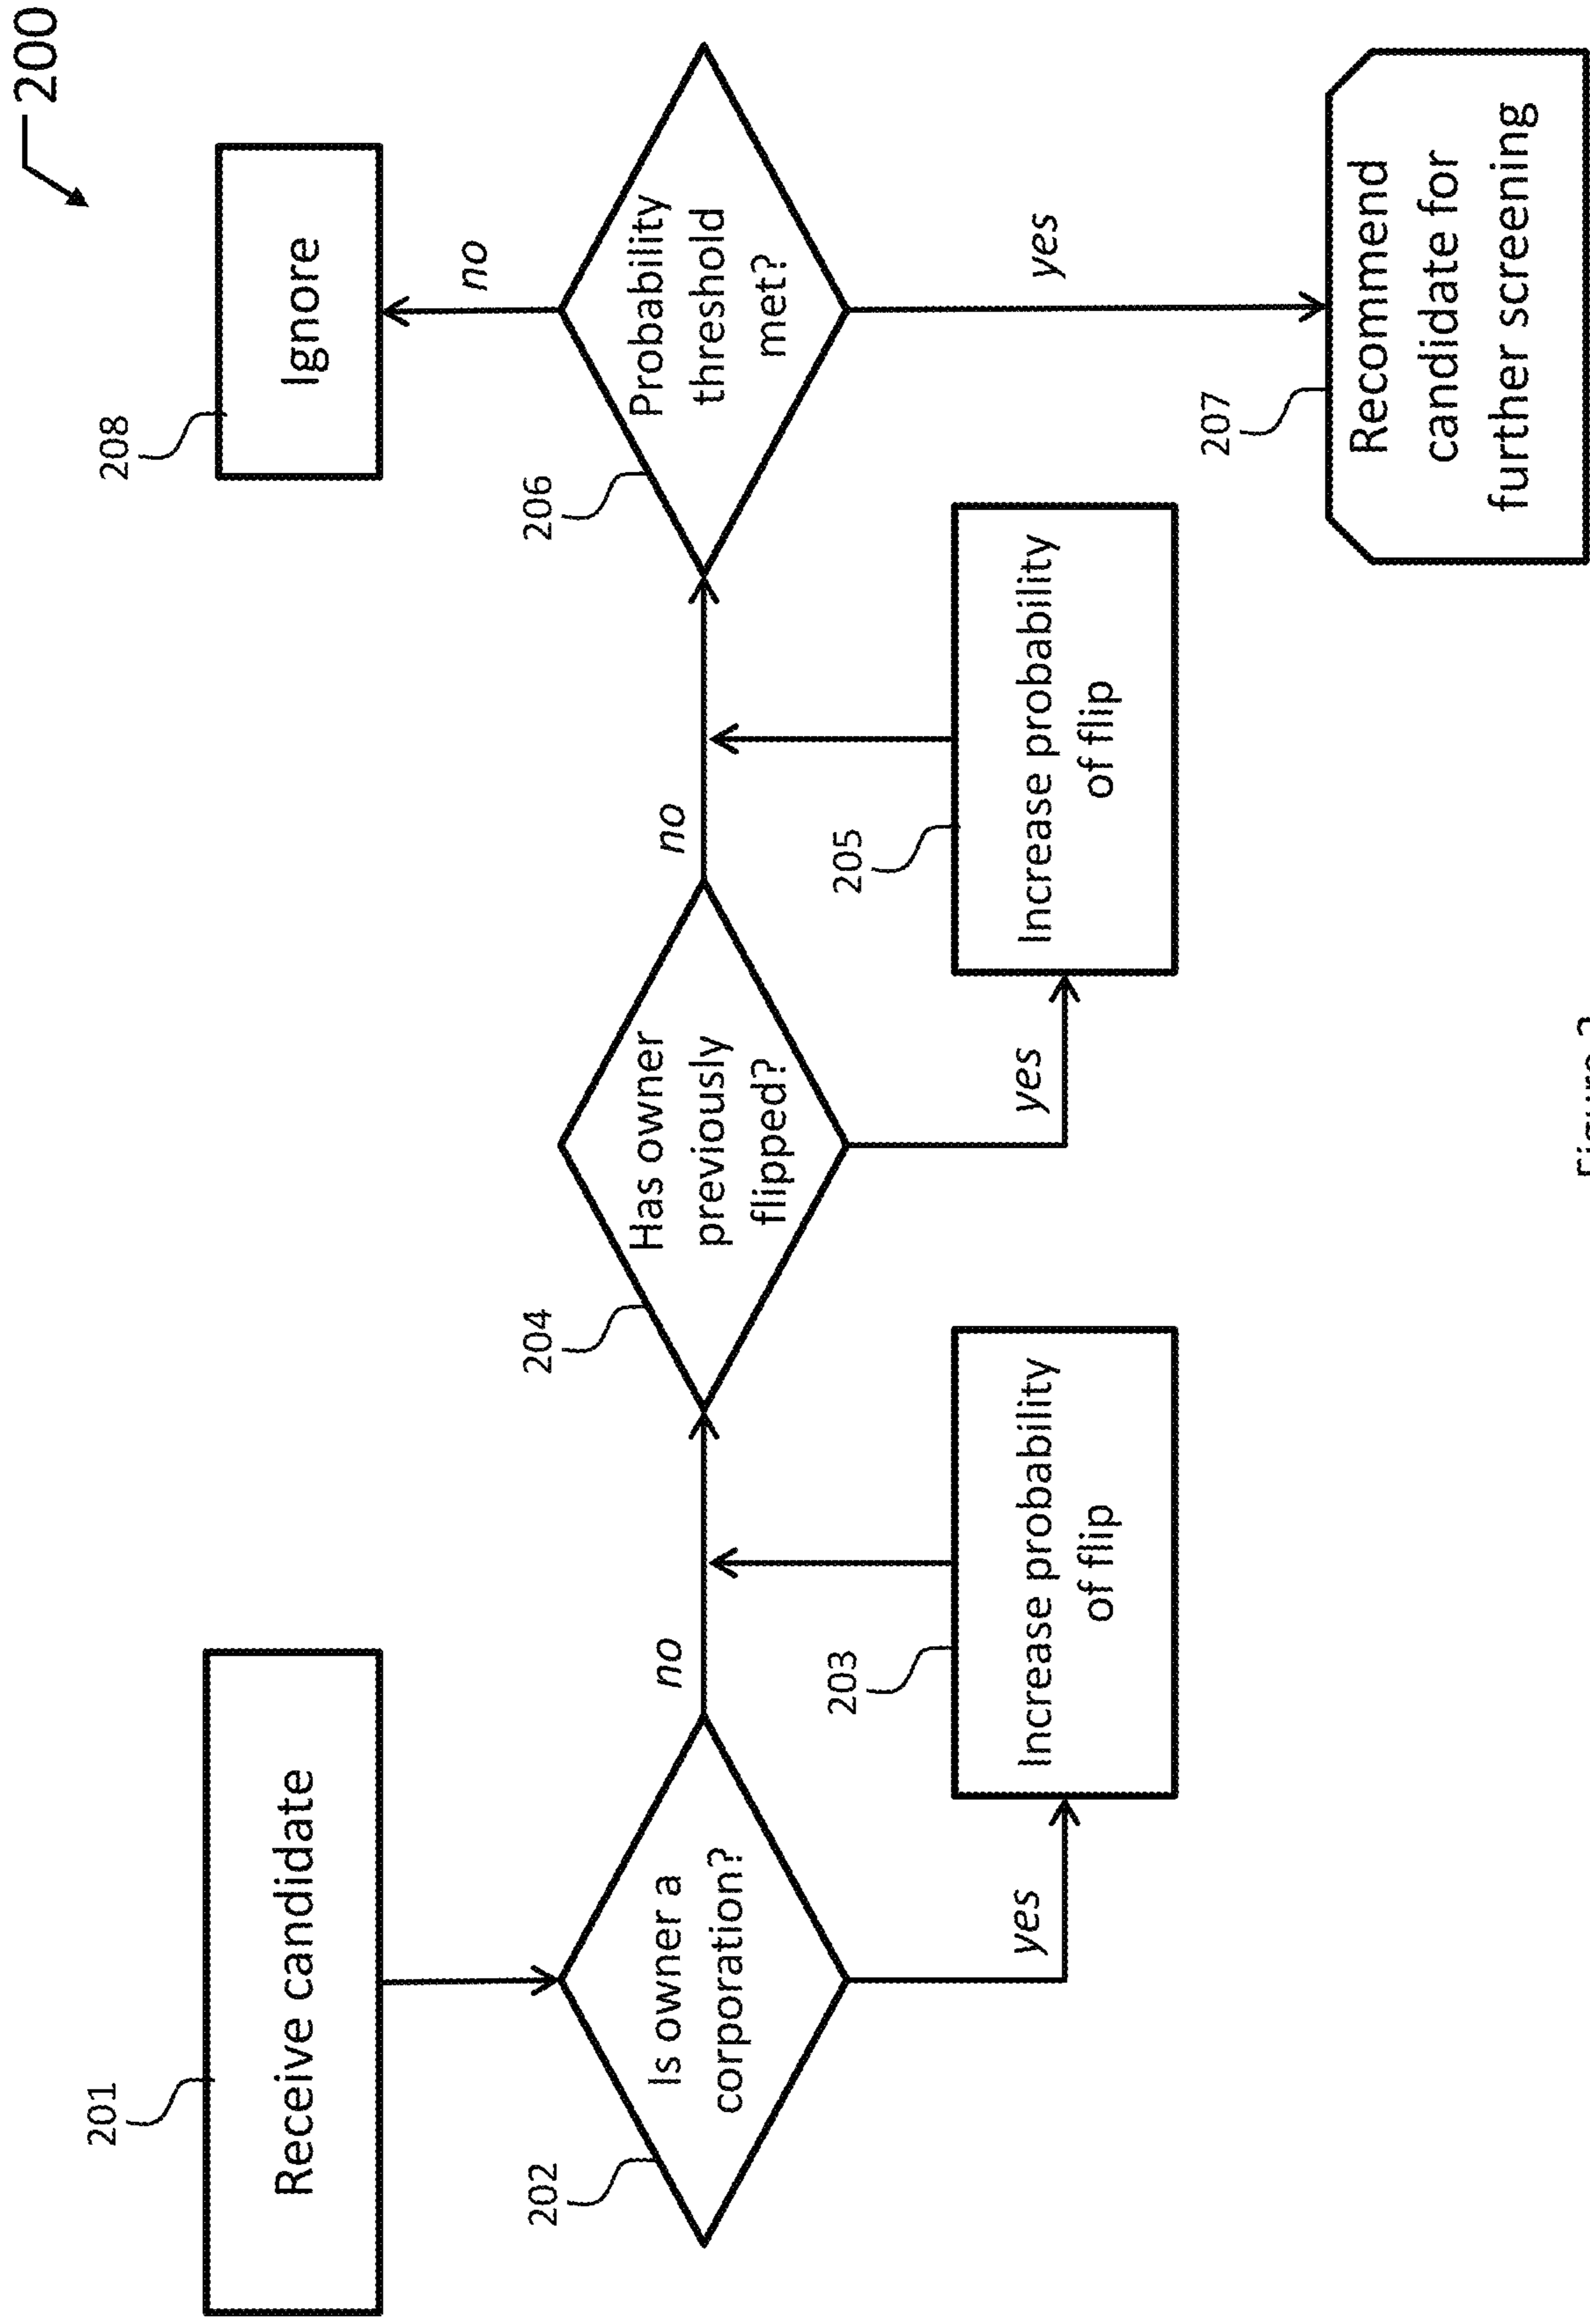 200
201
Receive candidate
202
Is owner a
corporation?
yes
no
203
Increase probability
of flip
204
Has owner
previously
flipped?
yes
no
205
Increase probability
of flip
206
Probability
threshold
met?
no
208
Ignore
yes
207
Recommend
candidate for
further screening
Figure 2